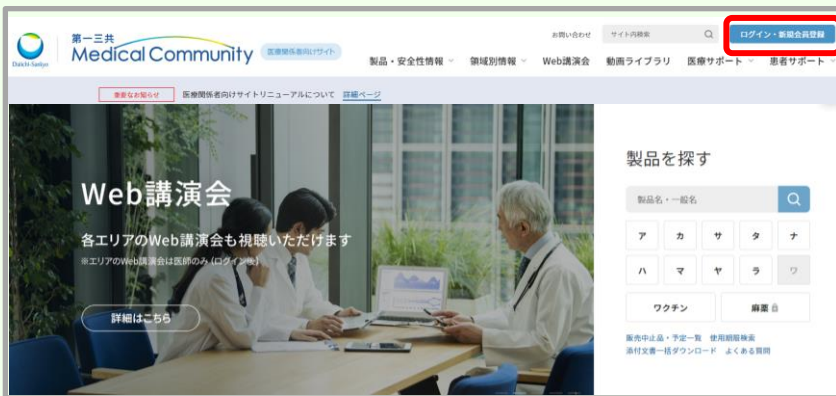 お問い合わせ
サイト内検索
ログイン・新規会員登録
Daiichi-Sankyo
第一三共
Medical Community
医療関係者向けサイト
製品・安全性情報
領域別情報
Web講演会
動画ライブラリ
医療サポート
患者サポート
重要なお知らせ
医療関係者向けサイトリニューアルについて 詳細ページ
Web講演会
各エリアのWeb講演会も視聴いただけます
※エリアのWeb講演会は医師のみ(ログイン後)
詳細はこちら
製品を探す
製品名・一般名
ア カ サ タ ナ
ハ マ ヤ ラ ワ
ワクチン 麻薬
販売中止品・予定一覧 使用期限検索
添付文書一括ダウンロード よくある質問